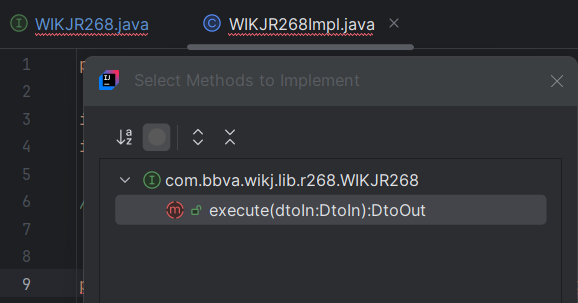 WIKJR268.java
WIKJR268Impl.java
1
Select Methods to Implement
2
3
4
com.bbva.wikj.lib.r268.WIKJR268
5
execute(dtoIn:DtoIn):DtoOut
6
7
8
9